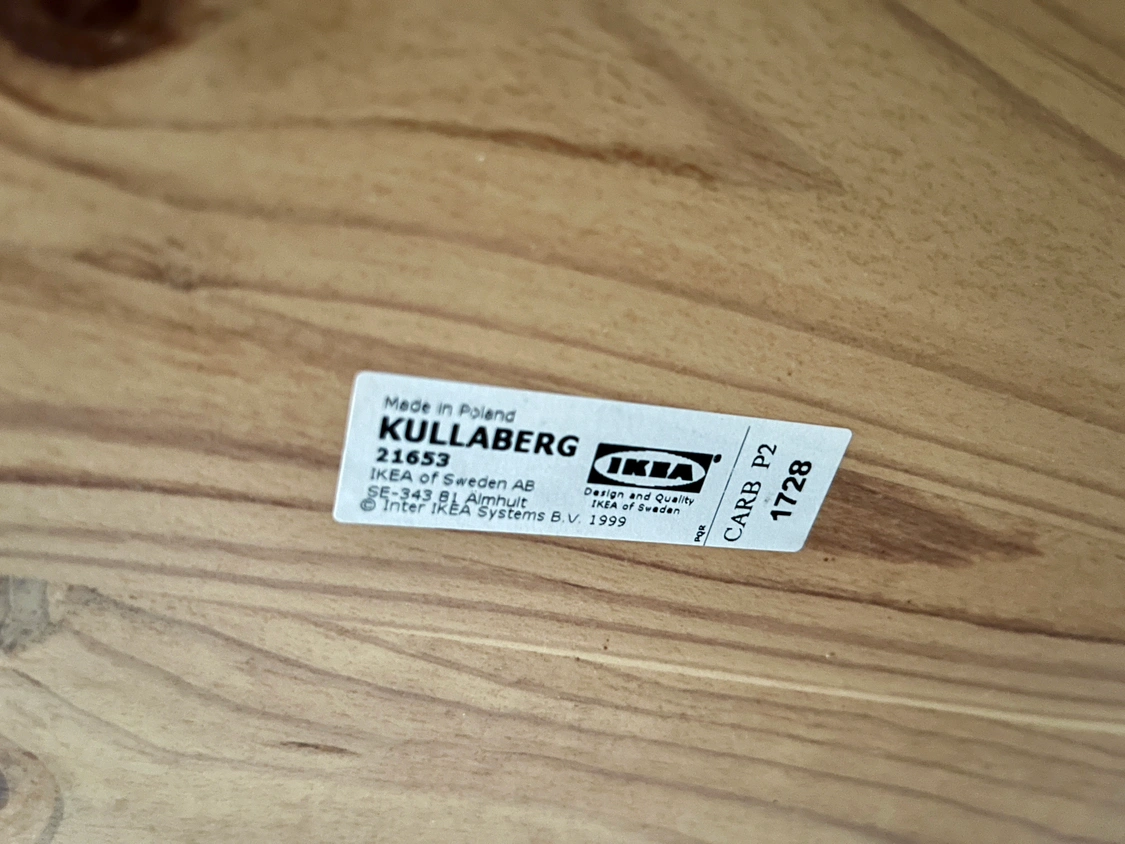 Made in Poland
KULLABERG
21653
IKEA of Sweden AB
SE-343 81 Älmhult
© Inter IKEA Systems B.V. 1999
IKEA
®
Design and Quality
IKEA of Sweden
PQR
CARB P2
1728